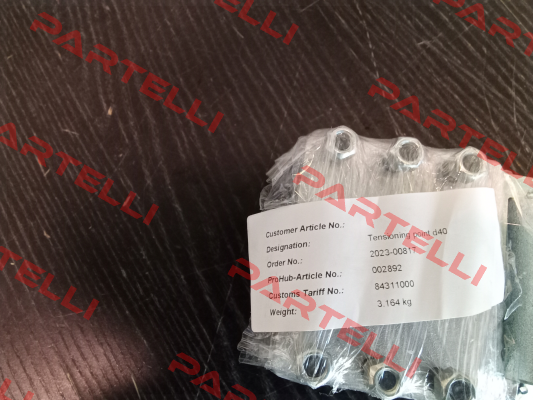 PARTELLI
PARTELLI
PARTELLI
PARTELLI
PARTELLI
PARTELLI
Customer Article No.:
Designation: Tensioning point d40
Order No.: 2023-00817
ProHub-Article No.: 002892
Customs Tariff No.: 84311000
Weight: 3.164 kg